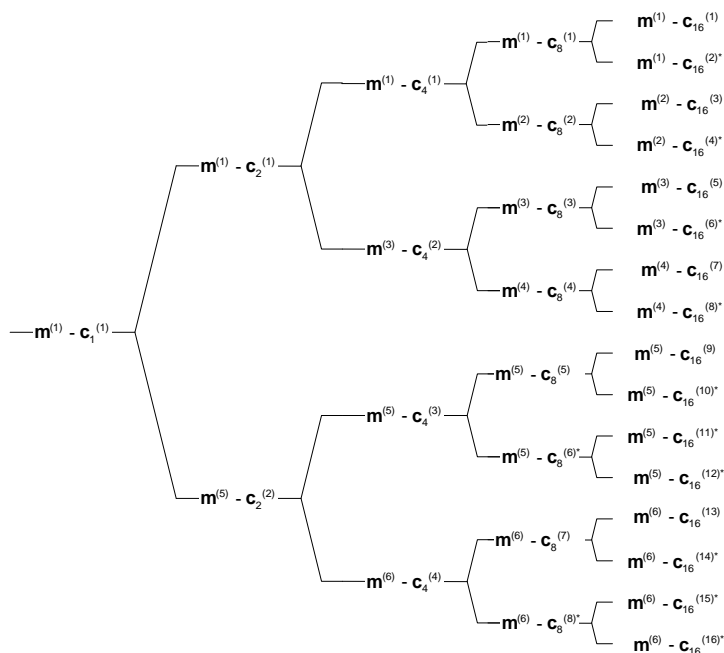 m(1) - c16(1)
m(1) - c8(1)
m(1) - c16(2)*
m(1) - c4(1)
m(2) - c16(3)
m(2) - c8(2)
m(2) - c16(4)*
m(1) - c2(1)
m(3) - c16(5)
m(3) - c8(3)
m(3) - c16(6)*
m(3) - c4(2)
m(4) - c16(7)
m(4) - c8(4)
m(4) - c16(8)*
m(1) - c1(1)
m(5) - c16(9)
m(5) - c8(5)
m(5) - c16(10)*
m(5) - c4(3)
m(5) - c16(11)*
m(5) - c8(6)*
m(5) - c16(12)*
m(5) - c2(2)
m(6) - c16(13)
m(6) - c8(7)
m(6) - c16(14)*
m(6) - c4(4)
m(6) - c16(15)*
m(6) - c8(8)*
m(6) - c16(16)*